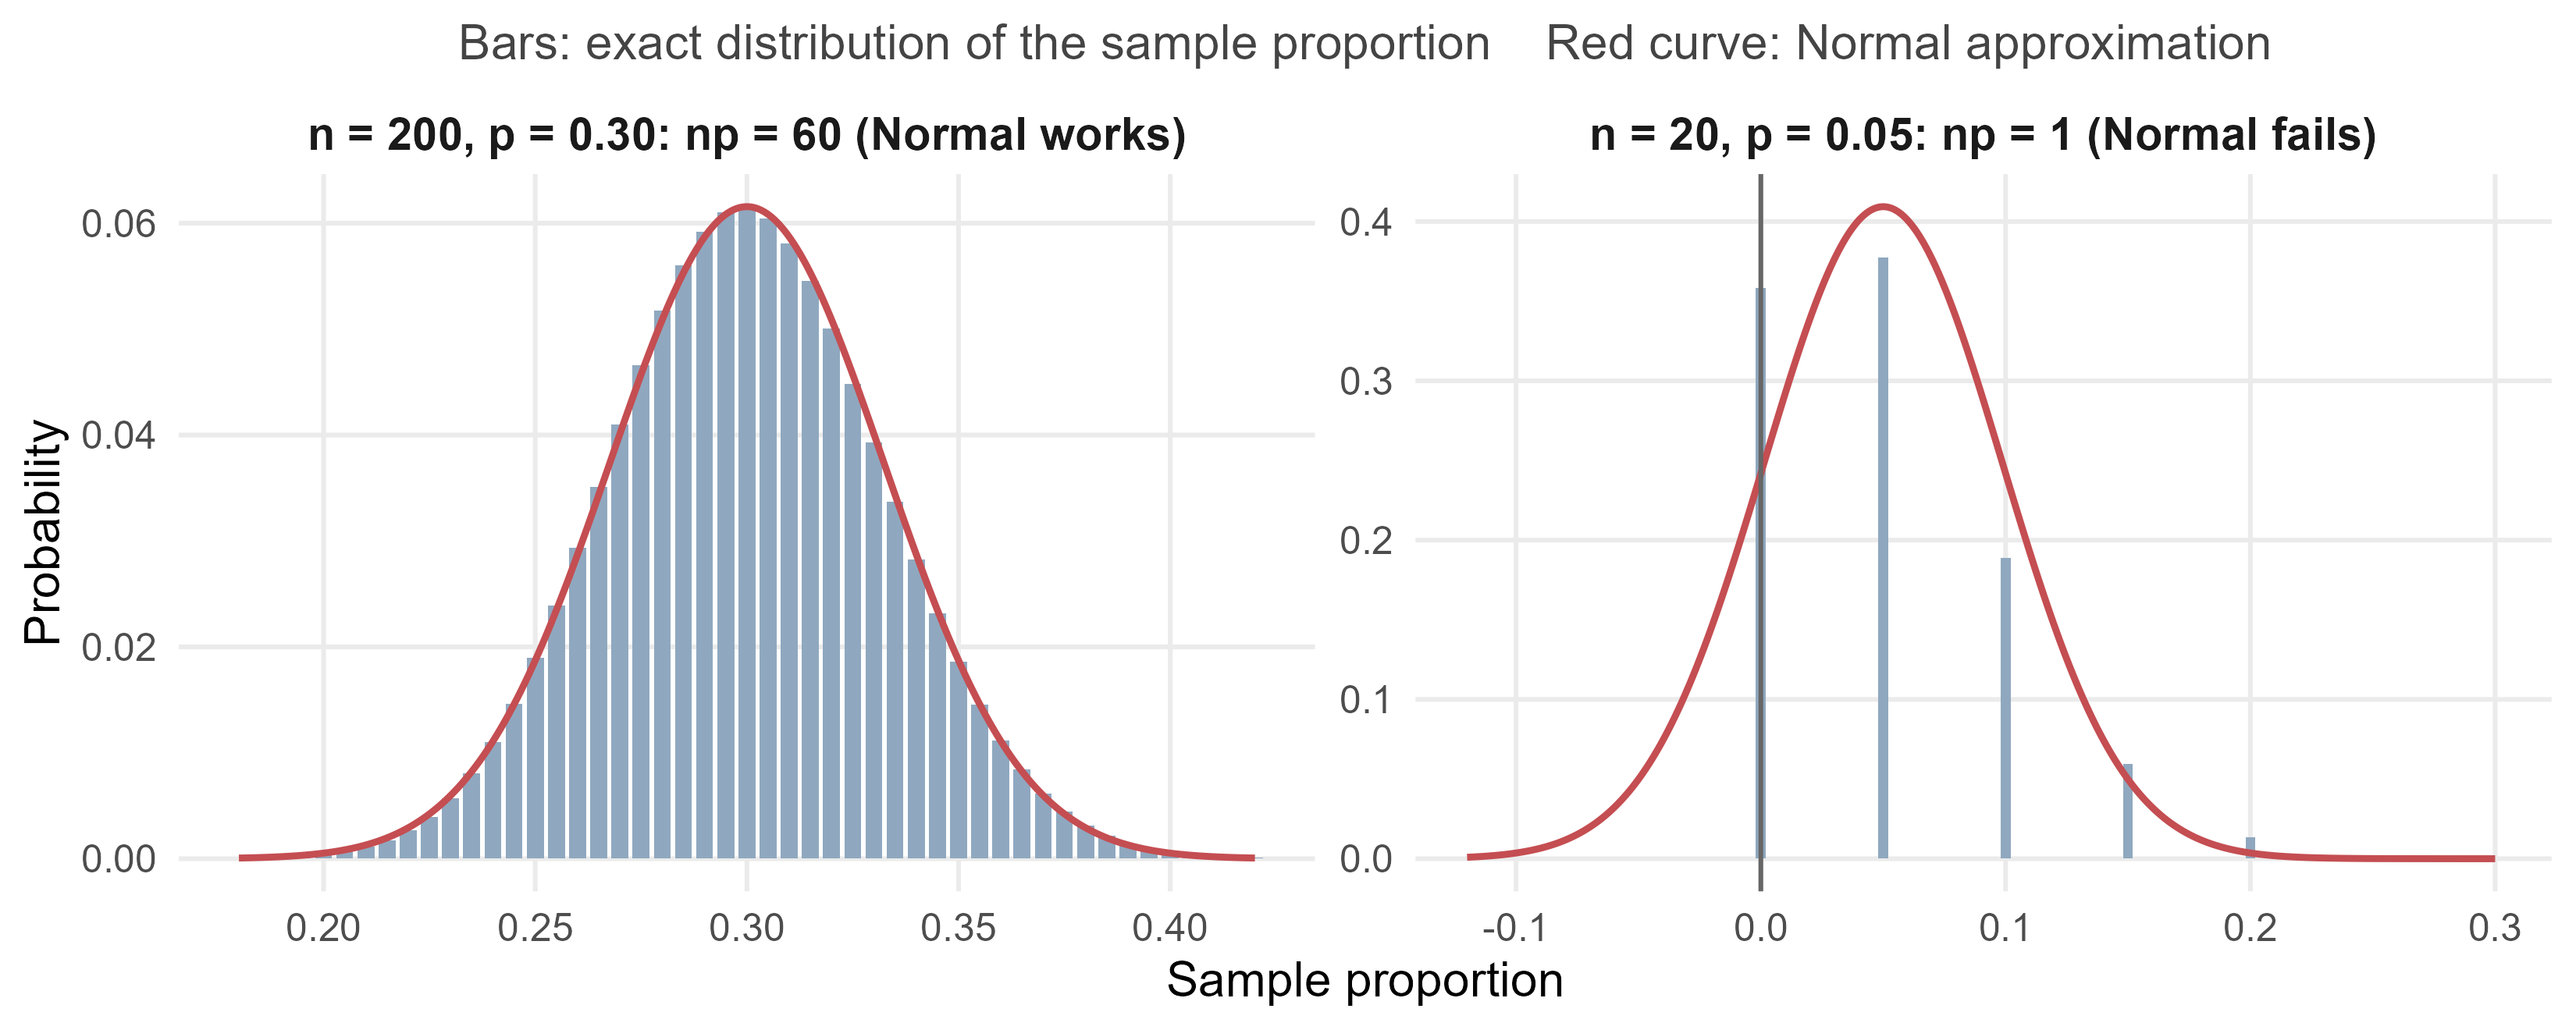 Bars: exact distribution of the sample proportion Red curve: Normal approximation
n = 200, p = 0.30: np = 60 (Normal works)
n = 20, p = 0.05: np = 1 (Normal fails)
Probability
0.06
0.04
0.02
0.00
0.20 0.25 0.30 0.35 0.40
0.4
0.3
0.2
0.1
0.0
-0.1 0.0 0.1 0.2 0.3
Sample proportion